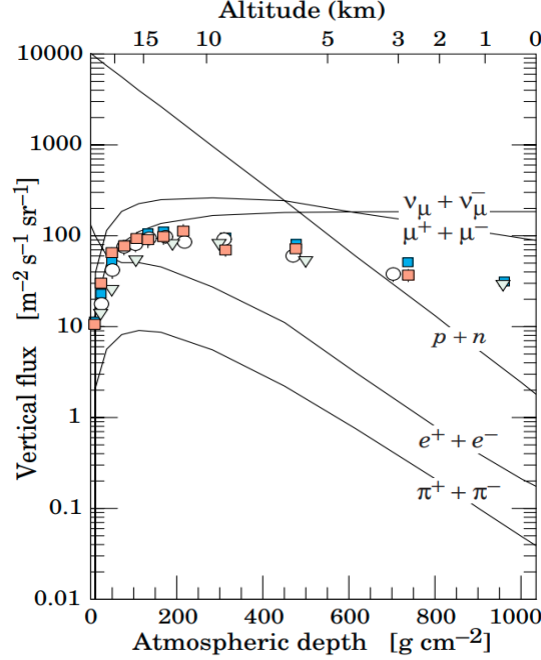 Altitude (km)
15 10 5 3 2 1 0
10000
1000
100
10
1
0.1
0.01
Vertical flux [m⁻² s⁻¹ sr⁻¹]
νμ + ν̅μ
μ⁺ + μ⁻
p + n
e⁺ + e⁻
π⁺ + π⁻
0 200 400 600 800 1000
Atmospheric depth [g cm⁻²]